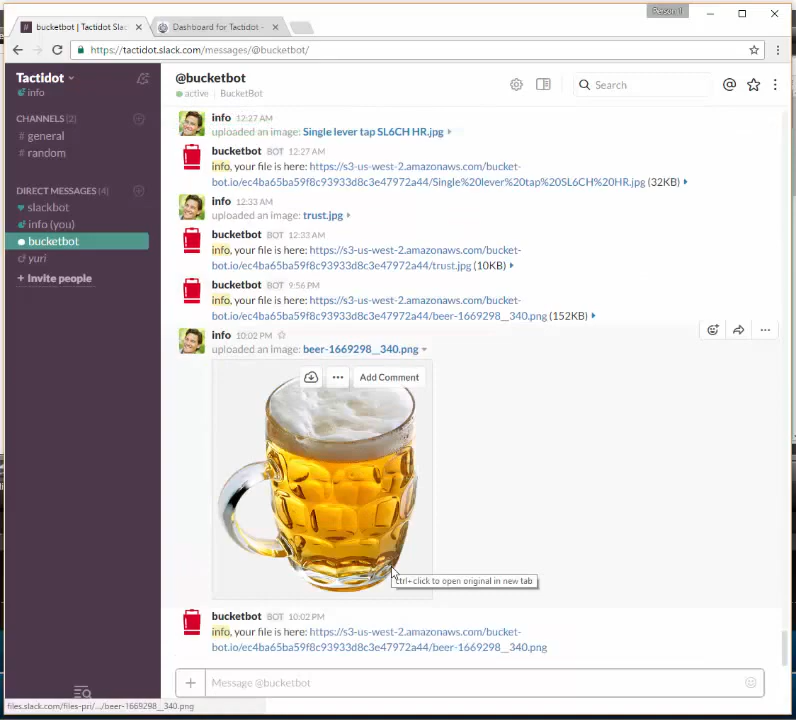 Person 1
bucketbot | Tactidot Slac
Dashboard for Tactidot -
https://tactidot.slack.com/messages/@bucketbot/
Tactidot
info
CHANNELS (2)
# general
# random
DIRECT MESSAGES (4)
slackbot
info (you)
bucketbot
yuri
+ Invite people
@bucketbot
active | BucketBot
Search
info 12:27 AM
uploaded an image: Single lever tap SL6CH HR.jpg
bucketbot BOT 12:27 AM
info, your file is here: https://s3-us-west-2.amazonaws.com/bucket-
bot.io/ec4ba65ba59f8c93933d8c3e47972a44/Single%20lever%20tap%20SL6CH%20HR.jpg (32KB)
info 12:33 AM
uploaded an image: trust.jpg
bucketbot BOT 12:33 AM
info, your file is here: https://s3-us-west-2.amazonaws.com/bucket-
bot.io/ec4ba65ba59f8c93933d8c3e47972a44/trust.jpg (10KB)
bucketbot BOT 9:56 PM
info, your file is here: https://s3-us-west-2.amazonaws.com/bucket-
bot.io/ec4ba65ba59f8c93933d8c3e47972a44/beer-1669298__340.png (152KB)
info 10:02 PM
uploaded an image: beer-1669298__340.png
Add Comment
ctrl+click to open original in new tab
bucketbot BOT 10:02 PM
info, your file is here: https://s3-us-west-2.amazonaws.com/bucket-
bot.io/ec4ba65ba59f8c93933d8c3e47972a44/beer-1669298__340.png
Message @bucketbot
files.slack.com/files-pri/.../beer-1669298__340.png